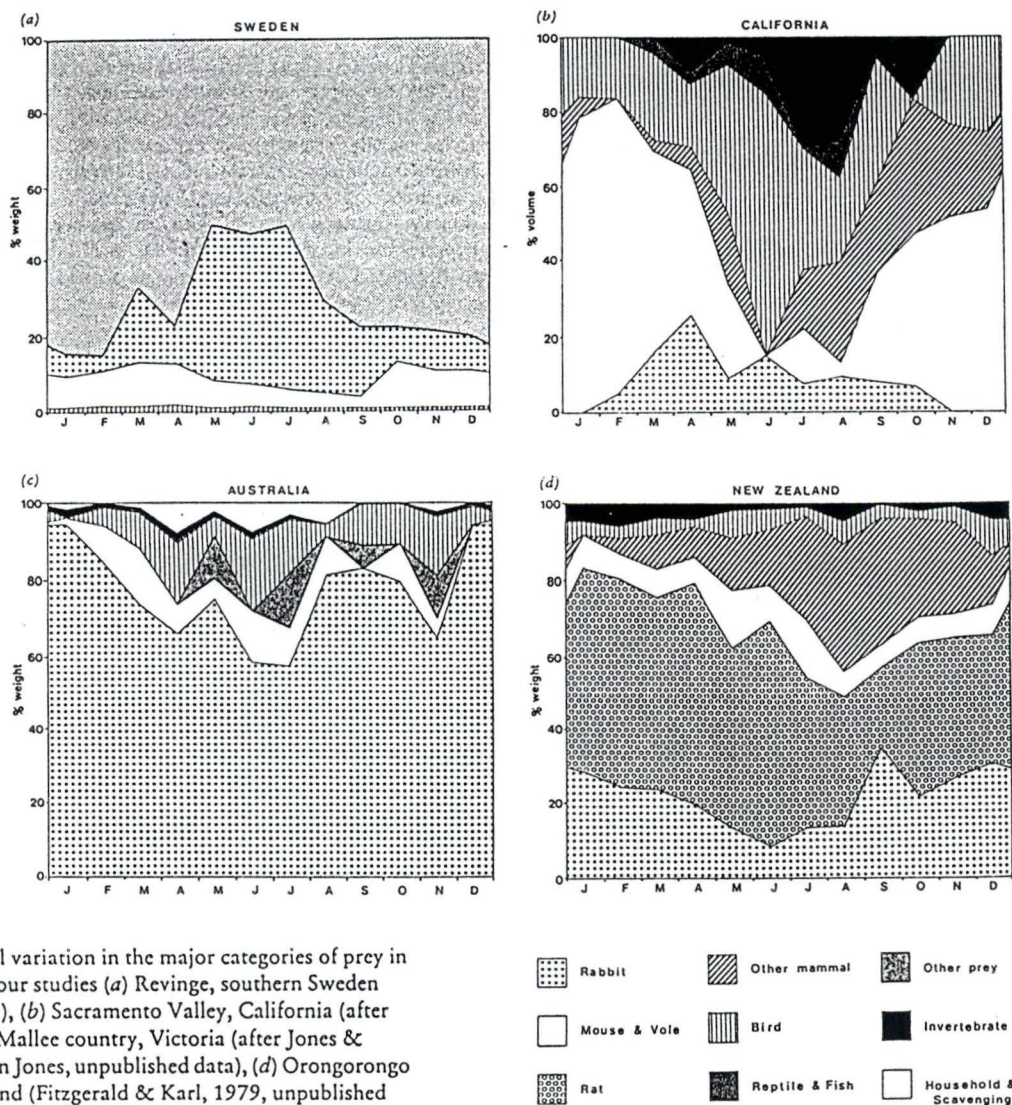 (a)
SWEDEN
100
80
60
40
20
0
% weight
J F M A M J J A S O N D
(b)
CALIFORNIA
100
80
60
40
20
0
% volume
J F M A M J J A S O N D
(c)
AUSTRALIA
100
80
60
40
20
0
% weight
J F M A M J J A S O N D
(d)
NEW ZEALAND
100
80
60
40
20
0
% weight
J F M A M J J A S O N D
l variation in the major categories of prey in
our studies (a) Revinge, southern Sweden
), (b) Sacramento Valley, California (after
Mallee country, Victoria (after Jones &
n Jones, unpublished data), (d) Orongorongo
nd (Fitzgerald & Karl, 1979, unpublished
Rabbit
Other mammal
Other prey
Mouse & Vole
Bird
Invertebrate
Rat
Reptile & Fish
Household &
Scavenging